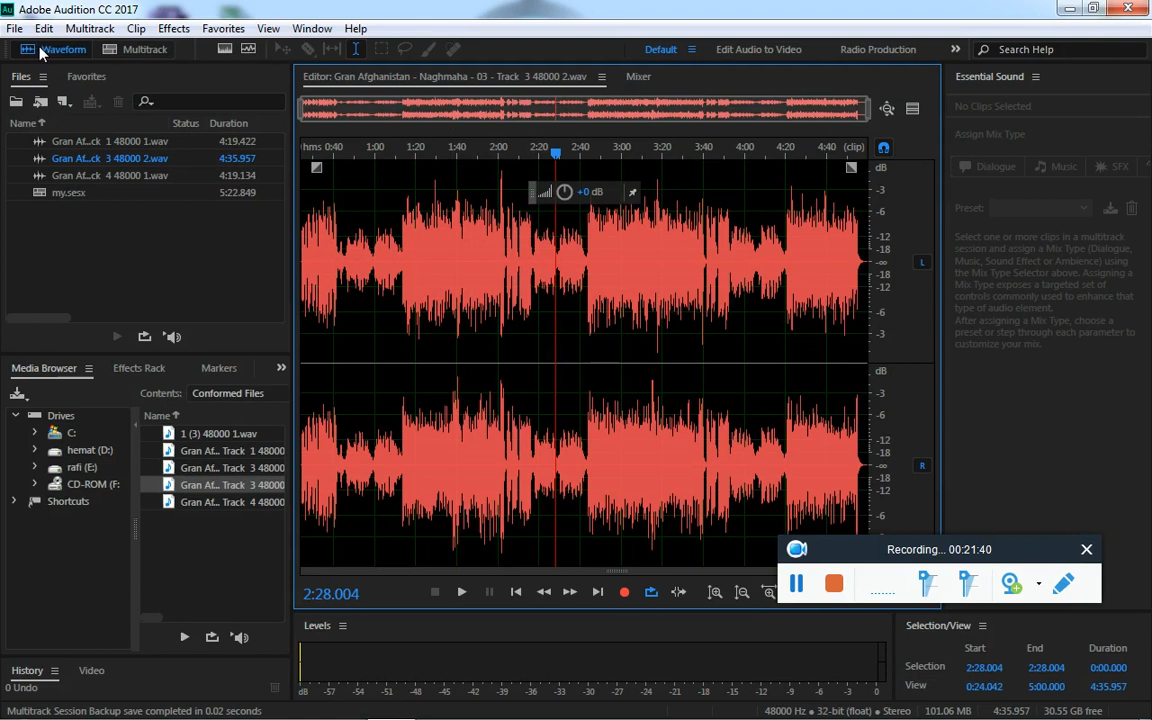 Au Adobe Audition CC 2017
File Edit Multitrack Clip Effects Favorites View Window Help
Waveform Multitrack Default Edit Audio to Video Radio Production » Search Help
Files Favorites
Name Status Duration
Gran Af...ck 1 48000 1.wav 4:19.422
Gran Af...ck 3 48000 2.wav 4:35.957
Gran Af...ck 4 48000 1.wav 4:19.134
my.sesx 5:22.849
Media Browser Effects Rack Markers »
Contents: Conformed Files
Drives
C:
hemat (D:)
rafi (E:)
CD-ROM (F:
Shortcuts
Name
1 (3) 48000 1.wav
Gran Af... Track 1 48000
Gran Af... Track 3 48000
Gran Af... Track 3 48000
Gran Af... Track 4 48000
History Video
0 Undo
Editor: Gran Afghanistan - Naghmaha - 03 - Track 3 48000 2.wav Mixer
hms 0:40 1:00 1:20 1:40 2:00 2:20 2:40 3:00 3:20 3:40 4:00 4:20 4:40 (clip)
+0 dB
dB
-3
-6
-12
-18
-∞
-18
-12
-6
-3
L
dB
-3
-6
-12
-18
-∞
-18
-12
-6
R
2:28.004
Recording... 00:21:40
Levels
dB -57 -54 -51 -48 -45 -42 -39 -36 -33 -30 -27 -24 -21 -18 -15 -12 -9 -6 -3 0
Essential Sound
No Clips Selected
Assign Mix Type
Dialogue Music SFX
Preset:
Select one or more clips in a multitrack
session and assign a Mix Type (Dialogue,
Music, Sound Effect or Ambience) using
the Mix Type Selector above. Assigning a
Mix Type exposes a targeted set of
controls commonly used to enhance that
type of audio element.
After assigning a Mix Type, choose a
preset or step through each parameter to
customize your mix.
Selection/View
Start End Duration
Selection 2:28.004 2:28.004 0:00.000
View 0:24.042 5:00.000 4:35.957
Multitrack Session Backup save completed in 0.02 seconds
48000 Hz ● 32-bit (float) ● Stereo 101.06 MB 4:35.957 30.55 GB free